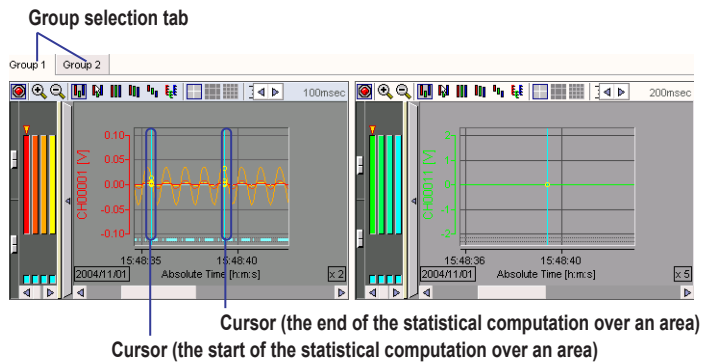 Group selection tab
Group 1 Group 2
100msec
200msec
0.10
0.05
0.00
-0.05
-0.10
CH00001 [V]
15:48:35 15:48:40
2004/11/01 Absolute Time [h:m:s] x 2
2
1
-1
-2
CH00011 [V]
15:48:36 15:48:40
2004/11/01 Absolute Time [h:m:s] x 5
Cursor (the end of the statistical computation over an area)
Cursor (the start of the statistical computation over an area)